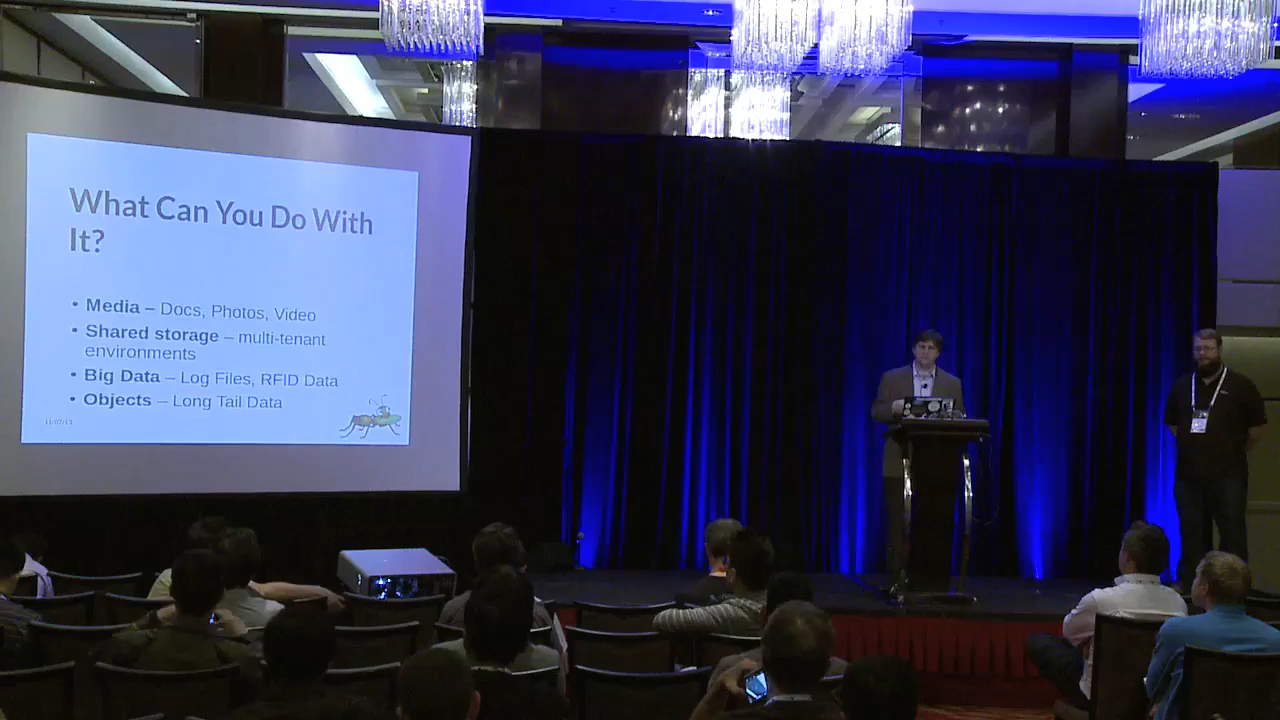 What Can You Do With
It?
• Media – Docs, Photos, Video
• Shared storage – multi-tenant
environments
• Big Data – Log Files, RFID Data
• Objects – Long Tail Data